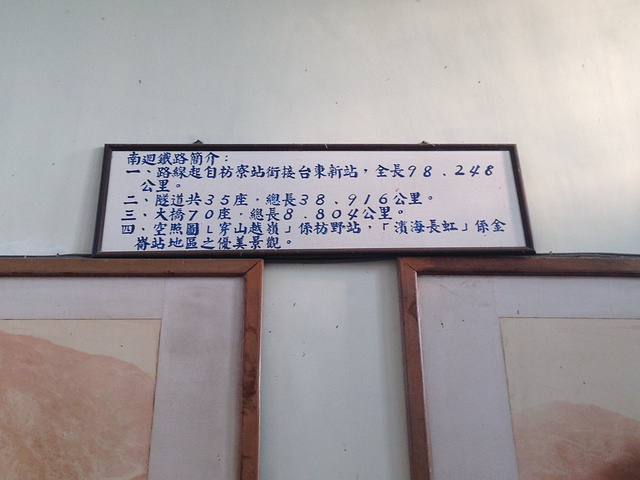 南迴鐵路簡介：
一、路線起自枋寮站銜接台東新站，全長98.248
公里。
二、隧道共35座，總長38.916公里。
三、大橋70座，總長8.804公里。
四、空照圖「穿山越嶺」係枋野站，「濱海長虹」係金
崙站地區之優美景觀。